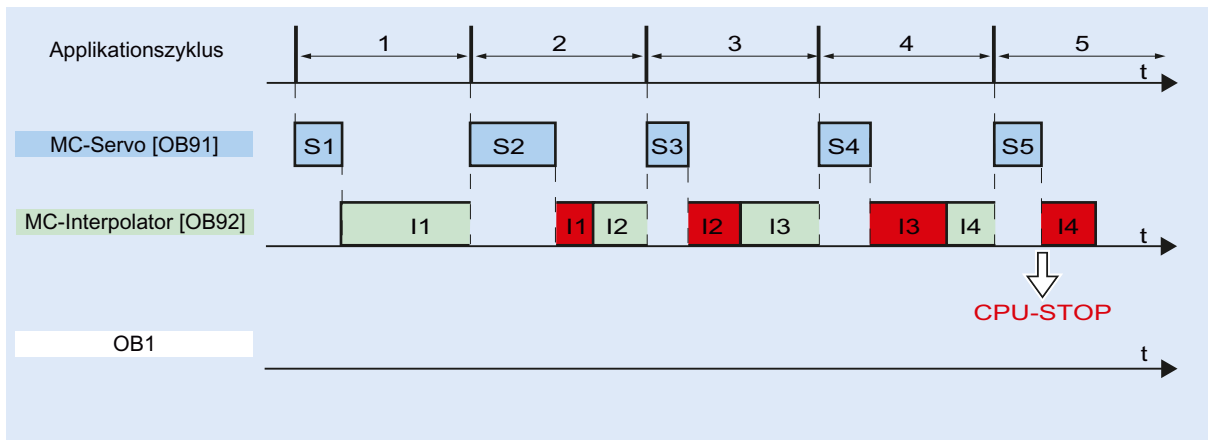 Applikationszyklus 1 2 3 4 5
t
MC-Servo [OB91] S1 S2 S3 S4 S5
MC-Interpolator [OB92] I1 I1 I2 I2 I3 I3 I4 I4
t
CPU-STOP
OB1
t